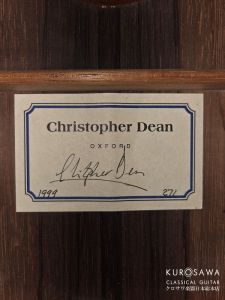 Christopher Dean
OXFORD
Christopher Dean
1999 271
KUROSAWA
CLASSICAL GUITAR
クロサワ楽器日本総本店